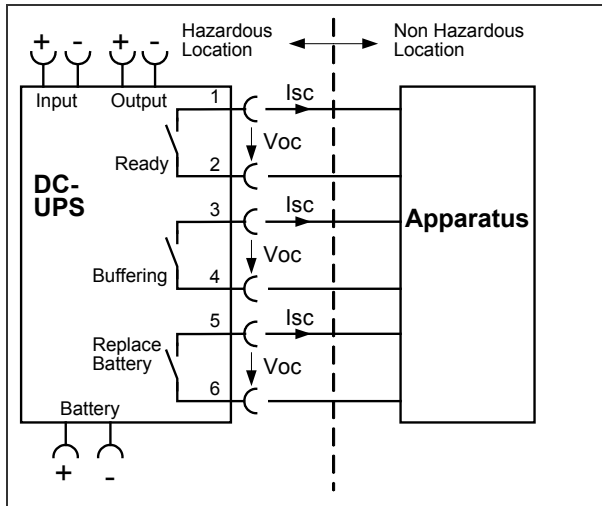 Hazardous Location
Non Hazardous Location
+ - + -
Input Output
DC-UPS
1
Isc
Voc
Ready
2
3
Isc
Apparatus
Voc
Buffering
4
5
Isc
Replace Battery
Voc
6
Battery
+ -